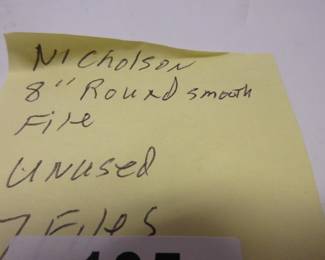 Nicholson
8" Round smooth
File
Unused
7 Files